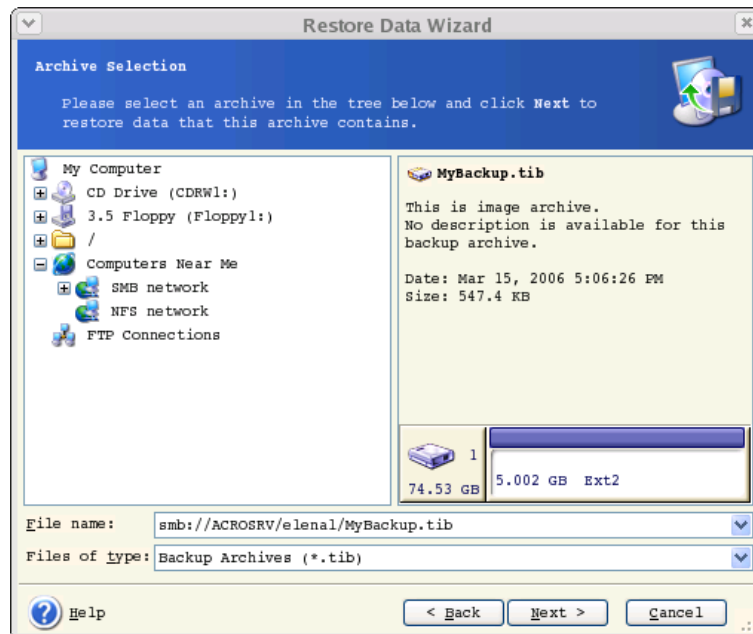 Restore Data Wizard
Archive Selection
Please select an archive in the tree below and click Next to
restore data that this archive contains.
My Computer
CD Drive (CDRW1:)
3.5 Floppy (Floppy1:)
/
Computers Near Me
SMB network
NFS network
FTP Connections
MyBackup.tib
This is image archive.
No description is available for this
backup archive.
Date: Mar 15, 2006 5:06:26 PM
Size: 547.4 KB
1
74.53 GB
5.002 GB Ext2
File name: smb://ACROSRV/elena1/MyBackup.tib
Files of type: Backup Archives (*.tib)
Help
< Back
Next >
Cancel